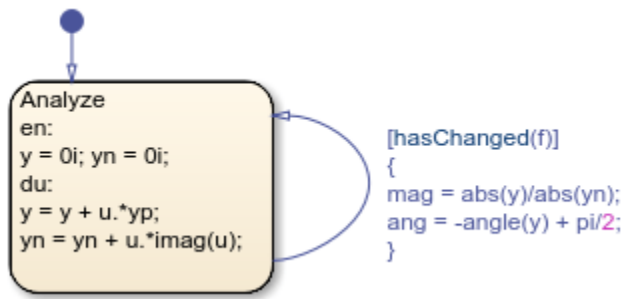 Analyze
en:
y = 0i; yn = 0i;
du:
y = y + u.*yp;
yn = yn + u.*imag(u);
[hasChanged(f)]
{
mag = abs(y)/abs(yn);
ang = -angle(y) + pi/2;
}